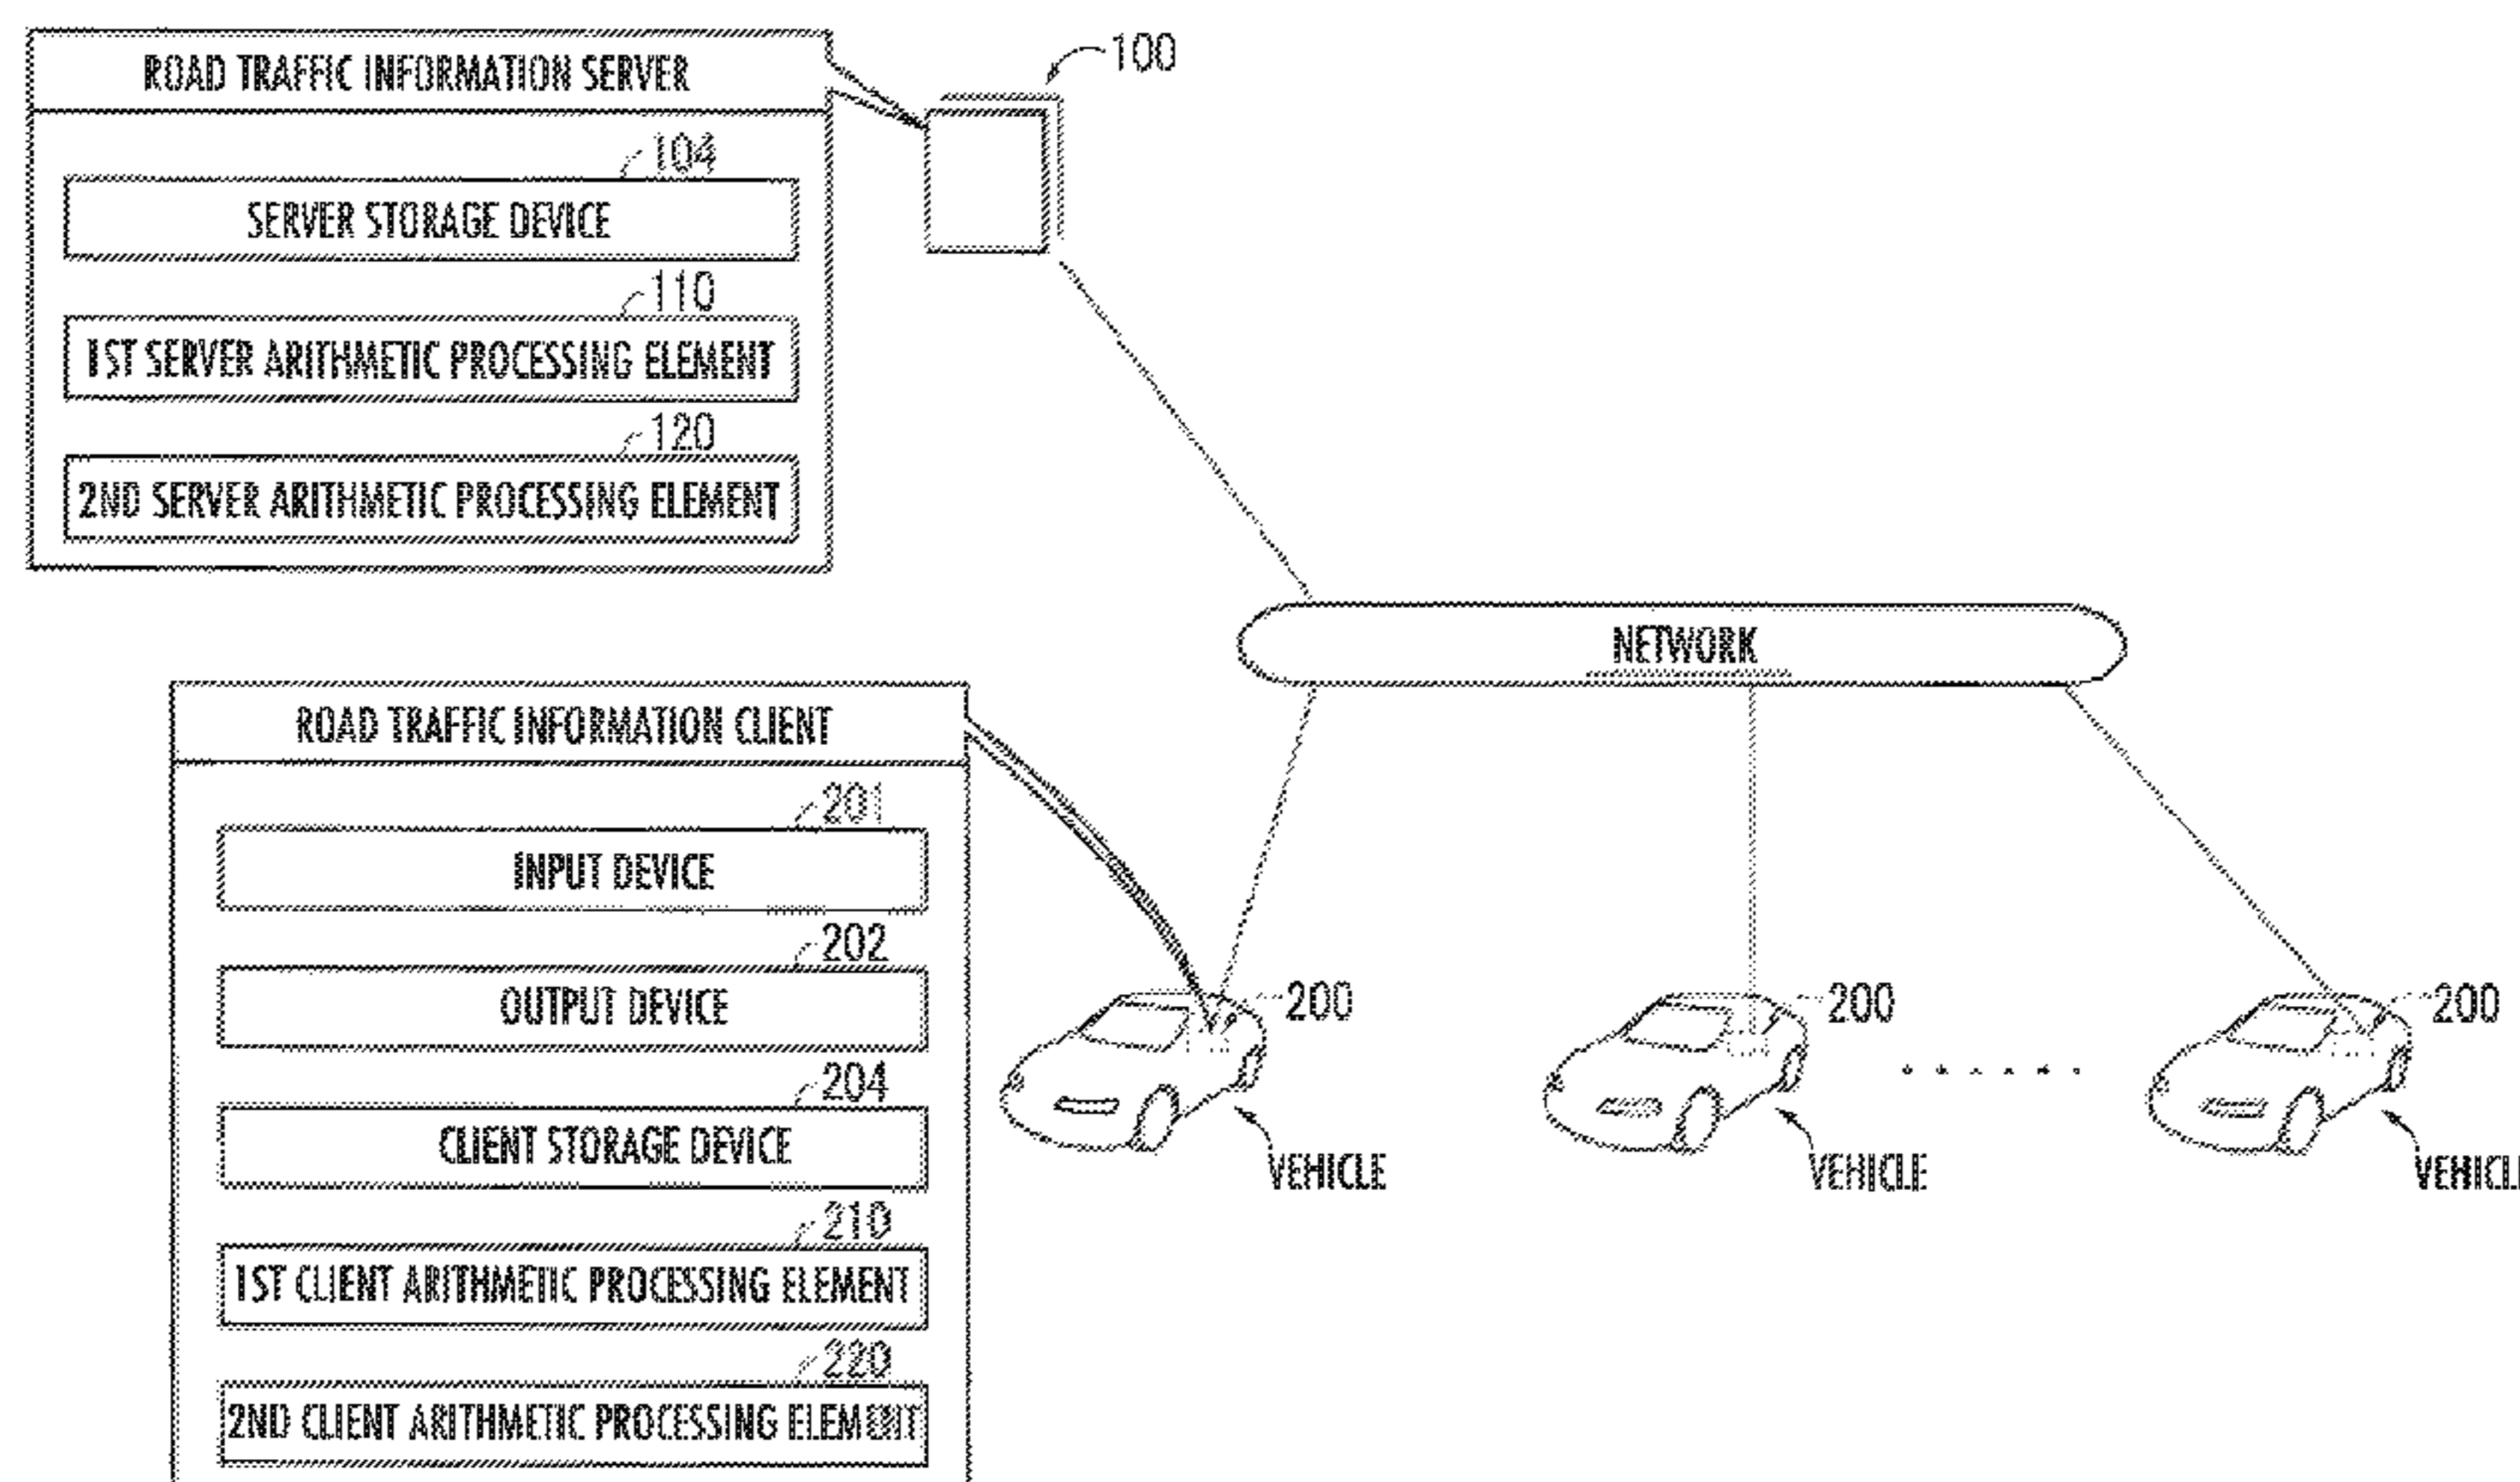 ROAD TRAFFIC INFORMATION SERVER
100
104
SERVER STORAGE DEVICE
110
1ST SERVER ARITHMETIC PROCESSING ELEMENT
120
2ND SERVER ARITHMETIC PROCESSING ELEMENT
NETWORK
ROAD TRAFFIC INFORMATION CLIENT
201
INPUT DEVICE
202
OUTPUT DEVICE
204
CLIENT STORAGE DEVICE
210
1ST CLIENT ARITHMETIC PROCESSING ELEMENT
220
2ND CLIENT ARITHMETIC PROCESSING ELEMENT
200
200
200
VEHICLE
VEHICLE
VEHICL